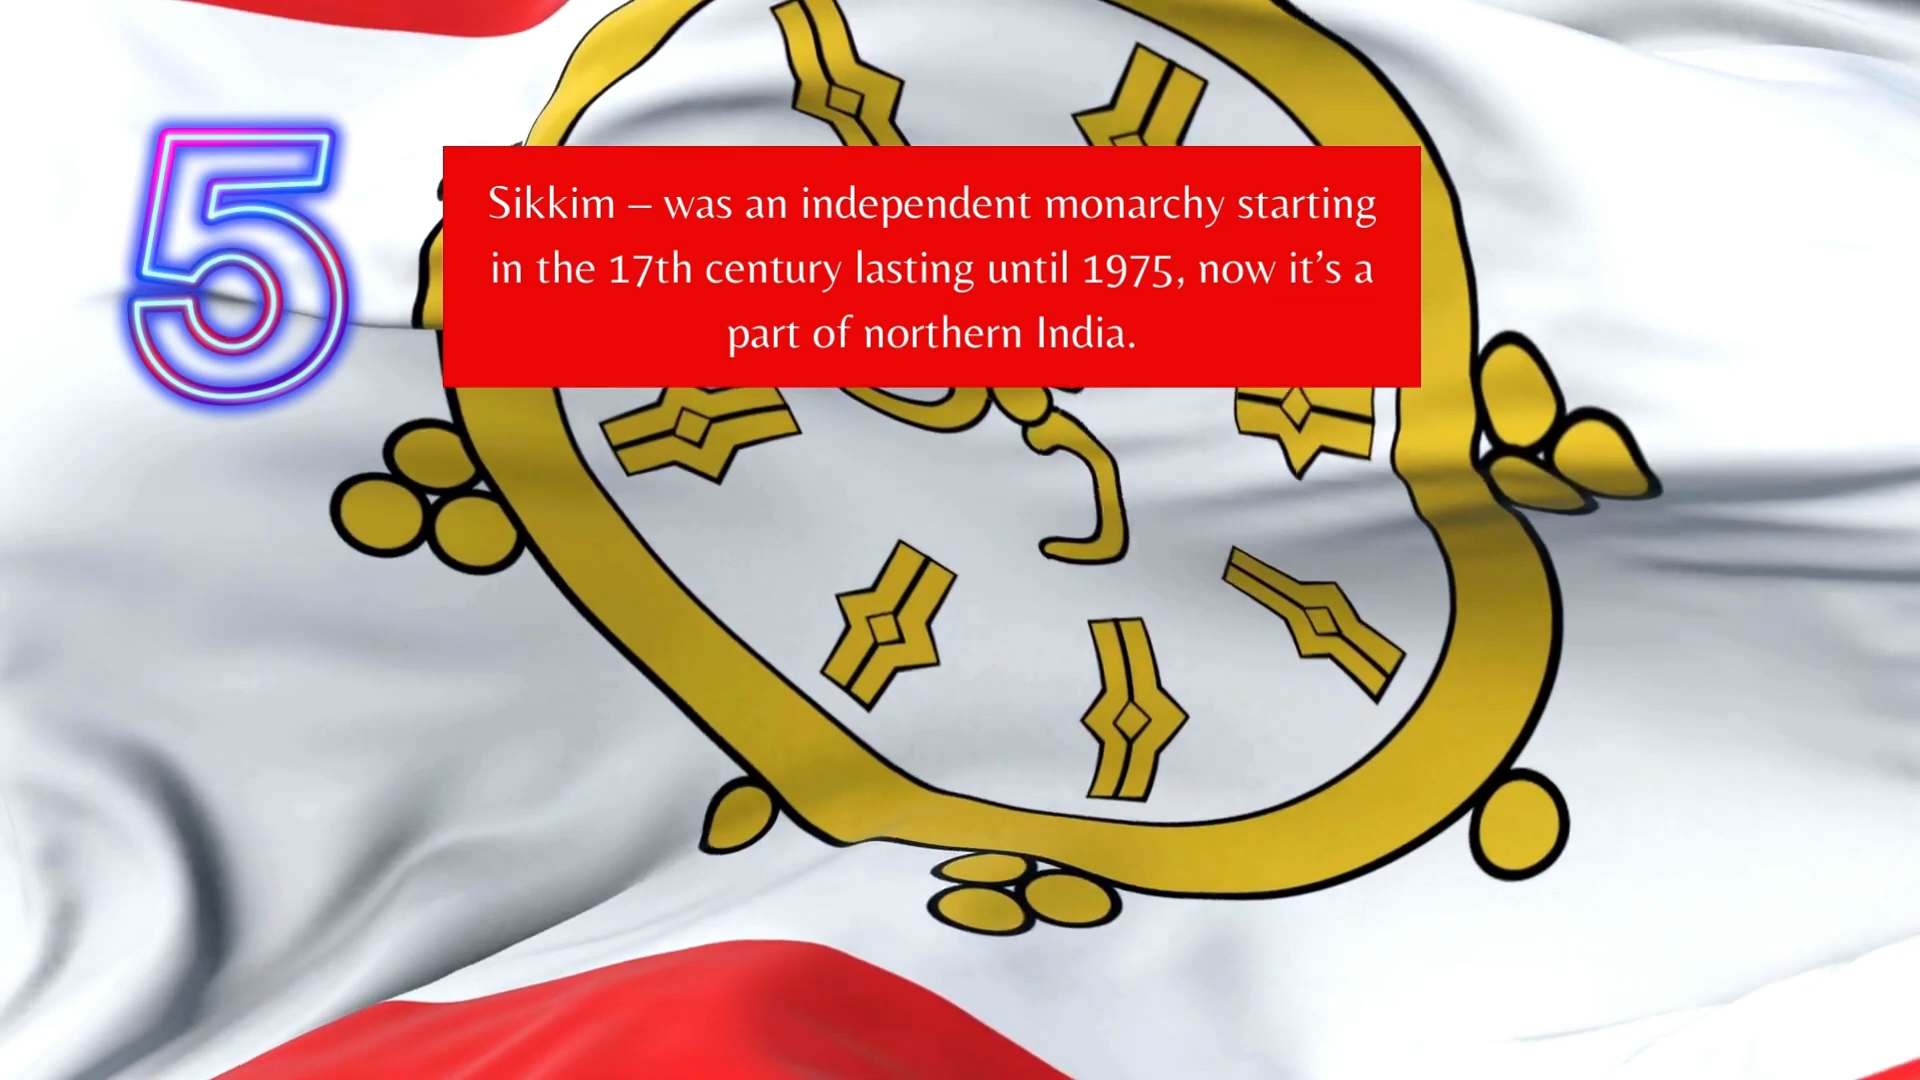 5
Sikkim – was an independent monarchy starting
in the 17th century lasting until 1975, now it’s a
part of northern India.